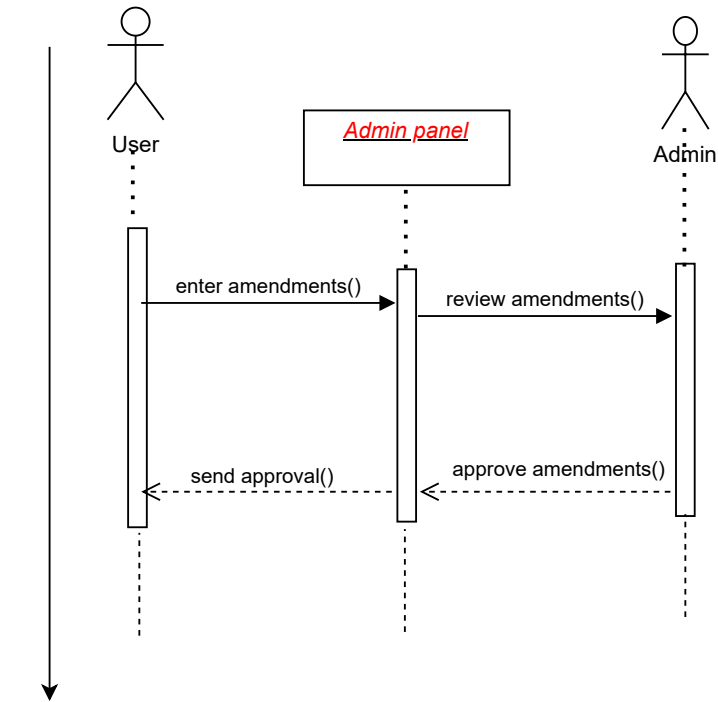 User
Admin panel
Admin
enter amendments()
review amendments()
send approval()
approve amendments()